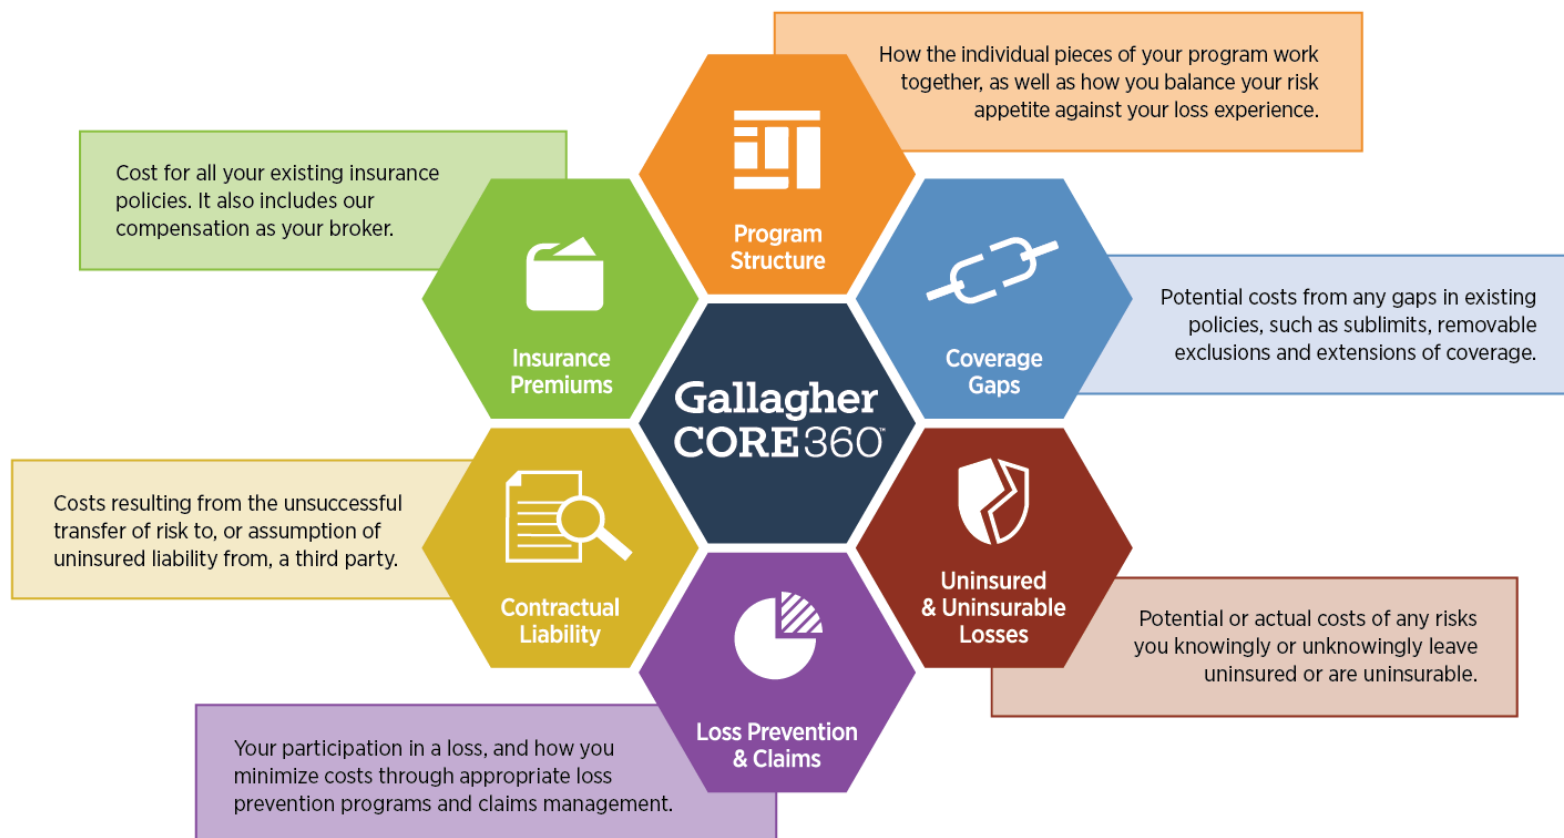 How the individual pieces of your program work
together, as well as how you balance your risk
appetite against your loss experience.
Program
Structure
Cost for all your existing insurance
policies. It also includes our
compensation as your broker.
Insurance
Premiums
Coverage
Gaps
Potential costs from any gaps in existing
policies, such as sublimits, removable
exclusions and extensions of coverage.
Gallagher
CORE360™
Costs resulting from the unsuccessful
transfer of risk to, or assumption of
uninsured liability from, a third party.
Contractual
Liability
Uninsured
& Uninsurable
Losses
Potential or actual costs of any risks
you knowingly or unknowingly leave
uninsured or are uninsurable.
Loss Prevention
& Claims
Your participation in a loss, and how you
minimize costs through appropriate loss
prevention programs and claims management.